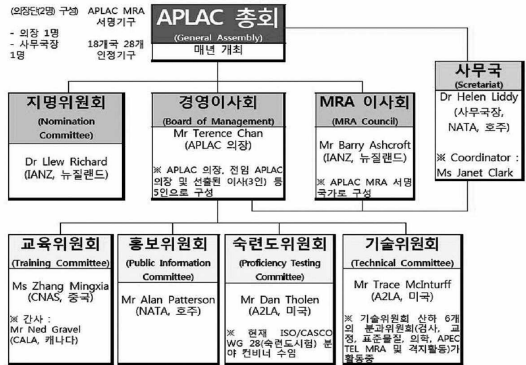 (의장단(2명) 구성)
- 의장 1명
- 사무국장
1명
APLAC MRA
서명기구
18개국 28개
인정기구
APLAC 총회
(General Assembly)
매년 개최
사무국
(Scretariat)
Dr Helen Liddy
(사무국장,
NATA, 호주)
※ Coordinator :
Ms Janet Clark
지명위원회
(Nomination
Committee)
Dr Llew Richard
(IANZ, 뉴질랜드)
경영이사회
(Board of Management)
Mr Terence Chan
(APLAC 의장)
※ APLAC 의장, 전임 APLAC
의장 및 선출된 이사(3인) 등
5인으로 구성
MRA 이사회
(MRA Council)
Mr Barry Ashcroft
(IANZ, 뉴질랜드)
※ APLAC MRA 서명
국가로 구성
교육위원회
(Training Committee)
Ms Zhang Mingxia
(CNAS, 중국)
※ 간사 :
Mr Ned Gravel
(CALA, 캐나다)
홍보위원회
(Public Information
Committee)
Mr Alan Patterson
(NATA, 호주)
숙련도위원회
(Proficiency Testing
Committee)
Mr Dan Tholen
(A2LA, 미국)
※ 현재 ISO/CASCO
WG 28(숙련도시험) 분
야 컨비너 수임
기술위원회
(Technical Committee)
Mr Trace McInturff
(A2LA, 미국)
※ 기술위원회 산하 6개
의 분과위원회(검사, 교
정, 표준물질, 의학, APEC
TEL MRA 및 격지활동)가
활동중